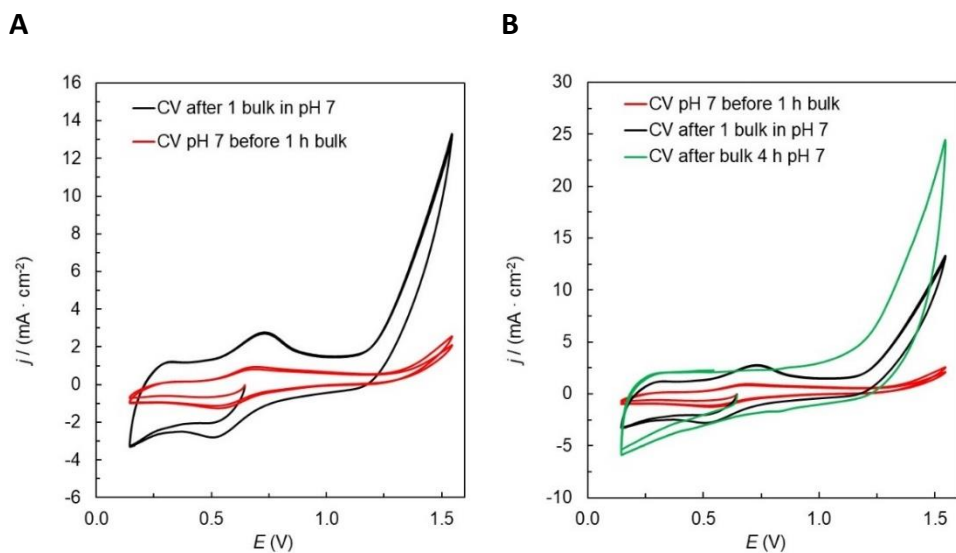 A
B
16
14
12
10
8
6
4
2
0
-2
-4
-6
CV after 1 bulk in pH 7
CV pH 7 before 1 h bulk
j / (mA · cm-2)
0.0
0.5
1.0
1.5
E (V)
30
25
20
15
10
5
0
-5
-10
CV pH 7 before 1 h bulk
CV after 1 bulk in pH 7
CV after bulk 4 h pH 7
j / (mA · cm-2)
0.0
0.5
1.0
1.5
E (V)